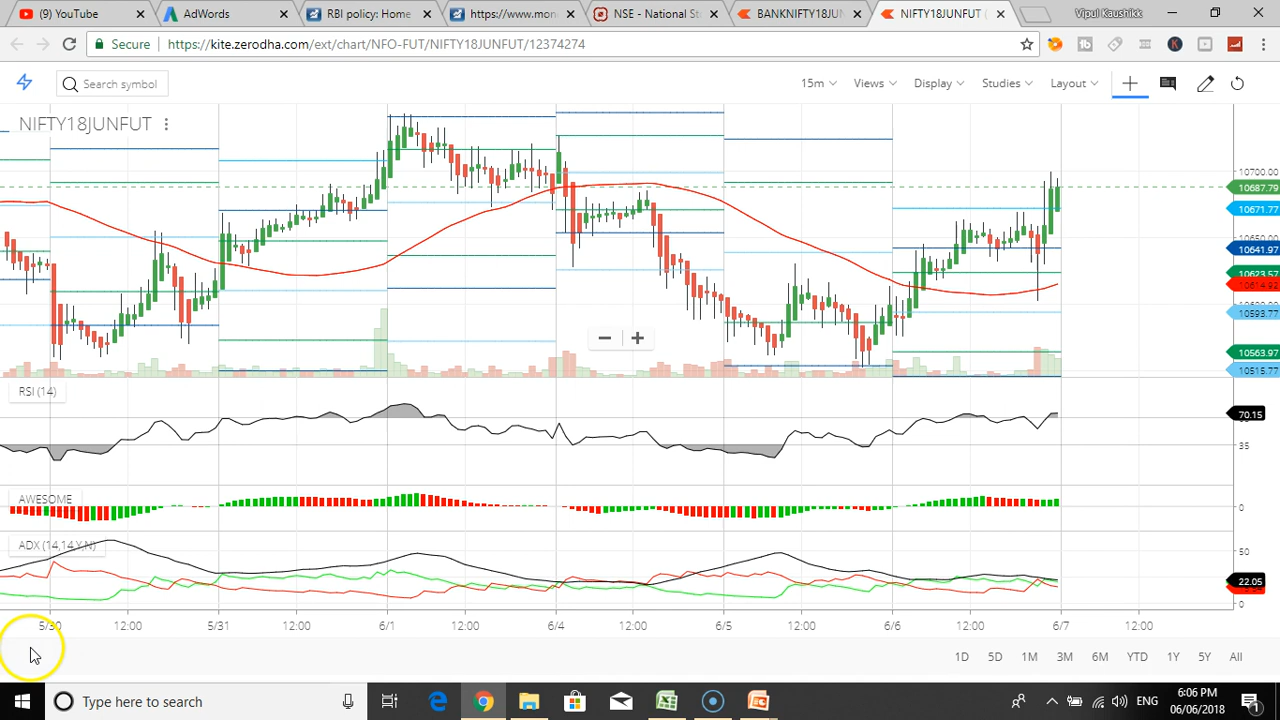 (9) YouTube
AdWords
RBI policy: Home
https://www.mon
NSE - National St
BANKNIFTY18JUN
NIFTY18JUNFUT (
Vipul Kaushikk
Secure
https://kite.zerodha.com/ext/chart/NFO-FUT/NIFTY18JUNFUT/12374274
Search symbol
15m
Views
Display
Studies
Layout
NIFTY18JUNFUT
10700.00
10687.79
10671.77
10650.00
10641.97
10623.57
10614.92
10600.00
10593.77
10563.97
10515.77
RSI (14)
70.15
35
AWESOME
0
ADX (14,14,Y,N)
50
22.05
0
5/30
12:00
5/31
12:00
6/1
12:00
6/4
12:00
6/5
12:00
6/6
12:00
6/7
12:00
1D
5D
1M
3M
6M
YTD
1Y
5Y
All
Type here to search
ENG
6:06 PM
06/06/2018
1